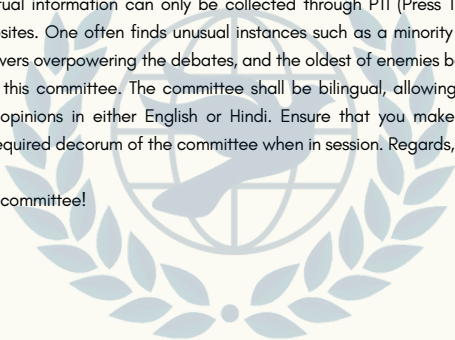 tual information can only be collected through PTI (Press T
sites. One often finds unusual instances such as a minority
wers overpowering the debates, and the oldest of enemies b
this committee. The committee shall be bilingual, allowing
opinions in either English or Hindi. Ensure that you make
equired decorum of the committee when in session. Regards,
committee!